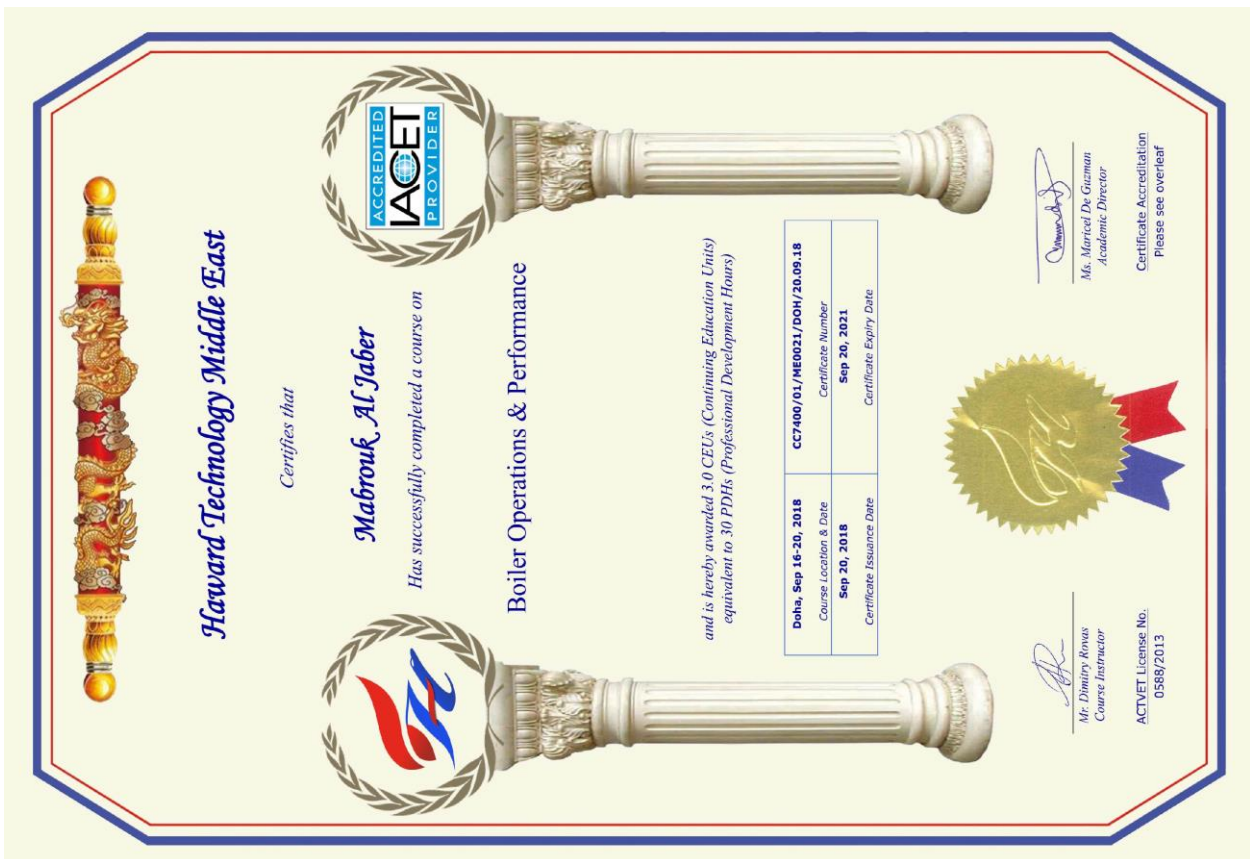 Haward Technology Middle East
Certifies that
ACCREDITED
IACET
PROVIDER
Mabrouk Al Jaber
Has successfully completed a course on
Boiler Operations & Performance
and is hereby awarded 3.0 CEUs (Continuing Education Units)
equivalent to 30 PDHs (Professional Development Hours)
Doha, Sep 16-20, 2018 CC7400/01/ME0021/DOH/20.09.18
Course Location & Date Certificate Number
Sep 20, 2018 Sep 20, 2021
Certificate Issuance Date Certificate Expiry Date
Mr. Dimitry Rovas
Course Instructor
Ms. Maricel De Guzman
Academic Director
ACTVET License No.
0588/2013
Certificate Accreditation
Please see overleaf